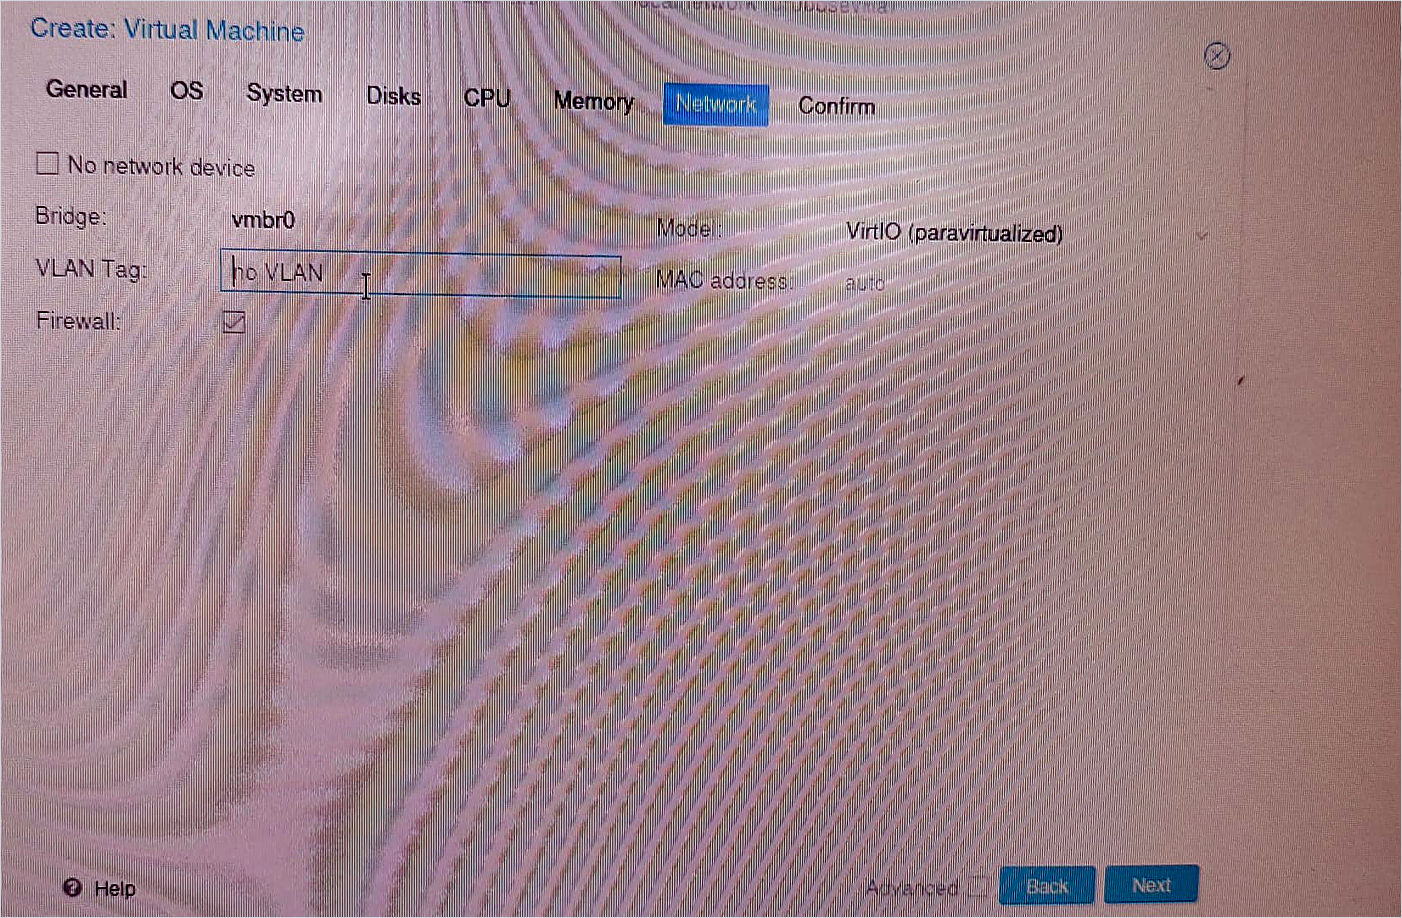 Create: Virtual Machine
General OS System Disks CPU Memory Network Confirm
No network device
Bridge: vmbr0 Model: VirtIO (paravirtualized)
VLAN Tag: no VLAN MAC address: auto
Firewall:
Help Advanced Back Next